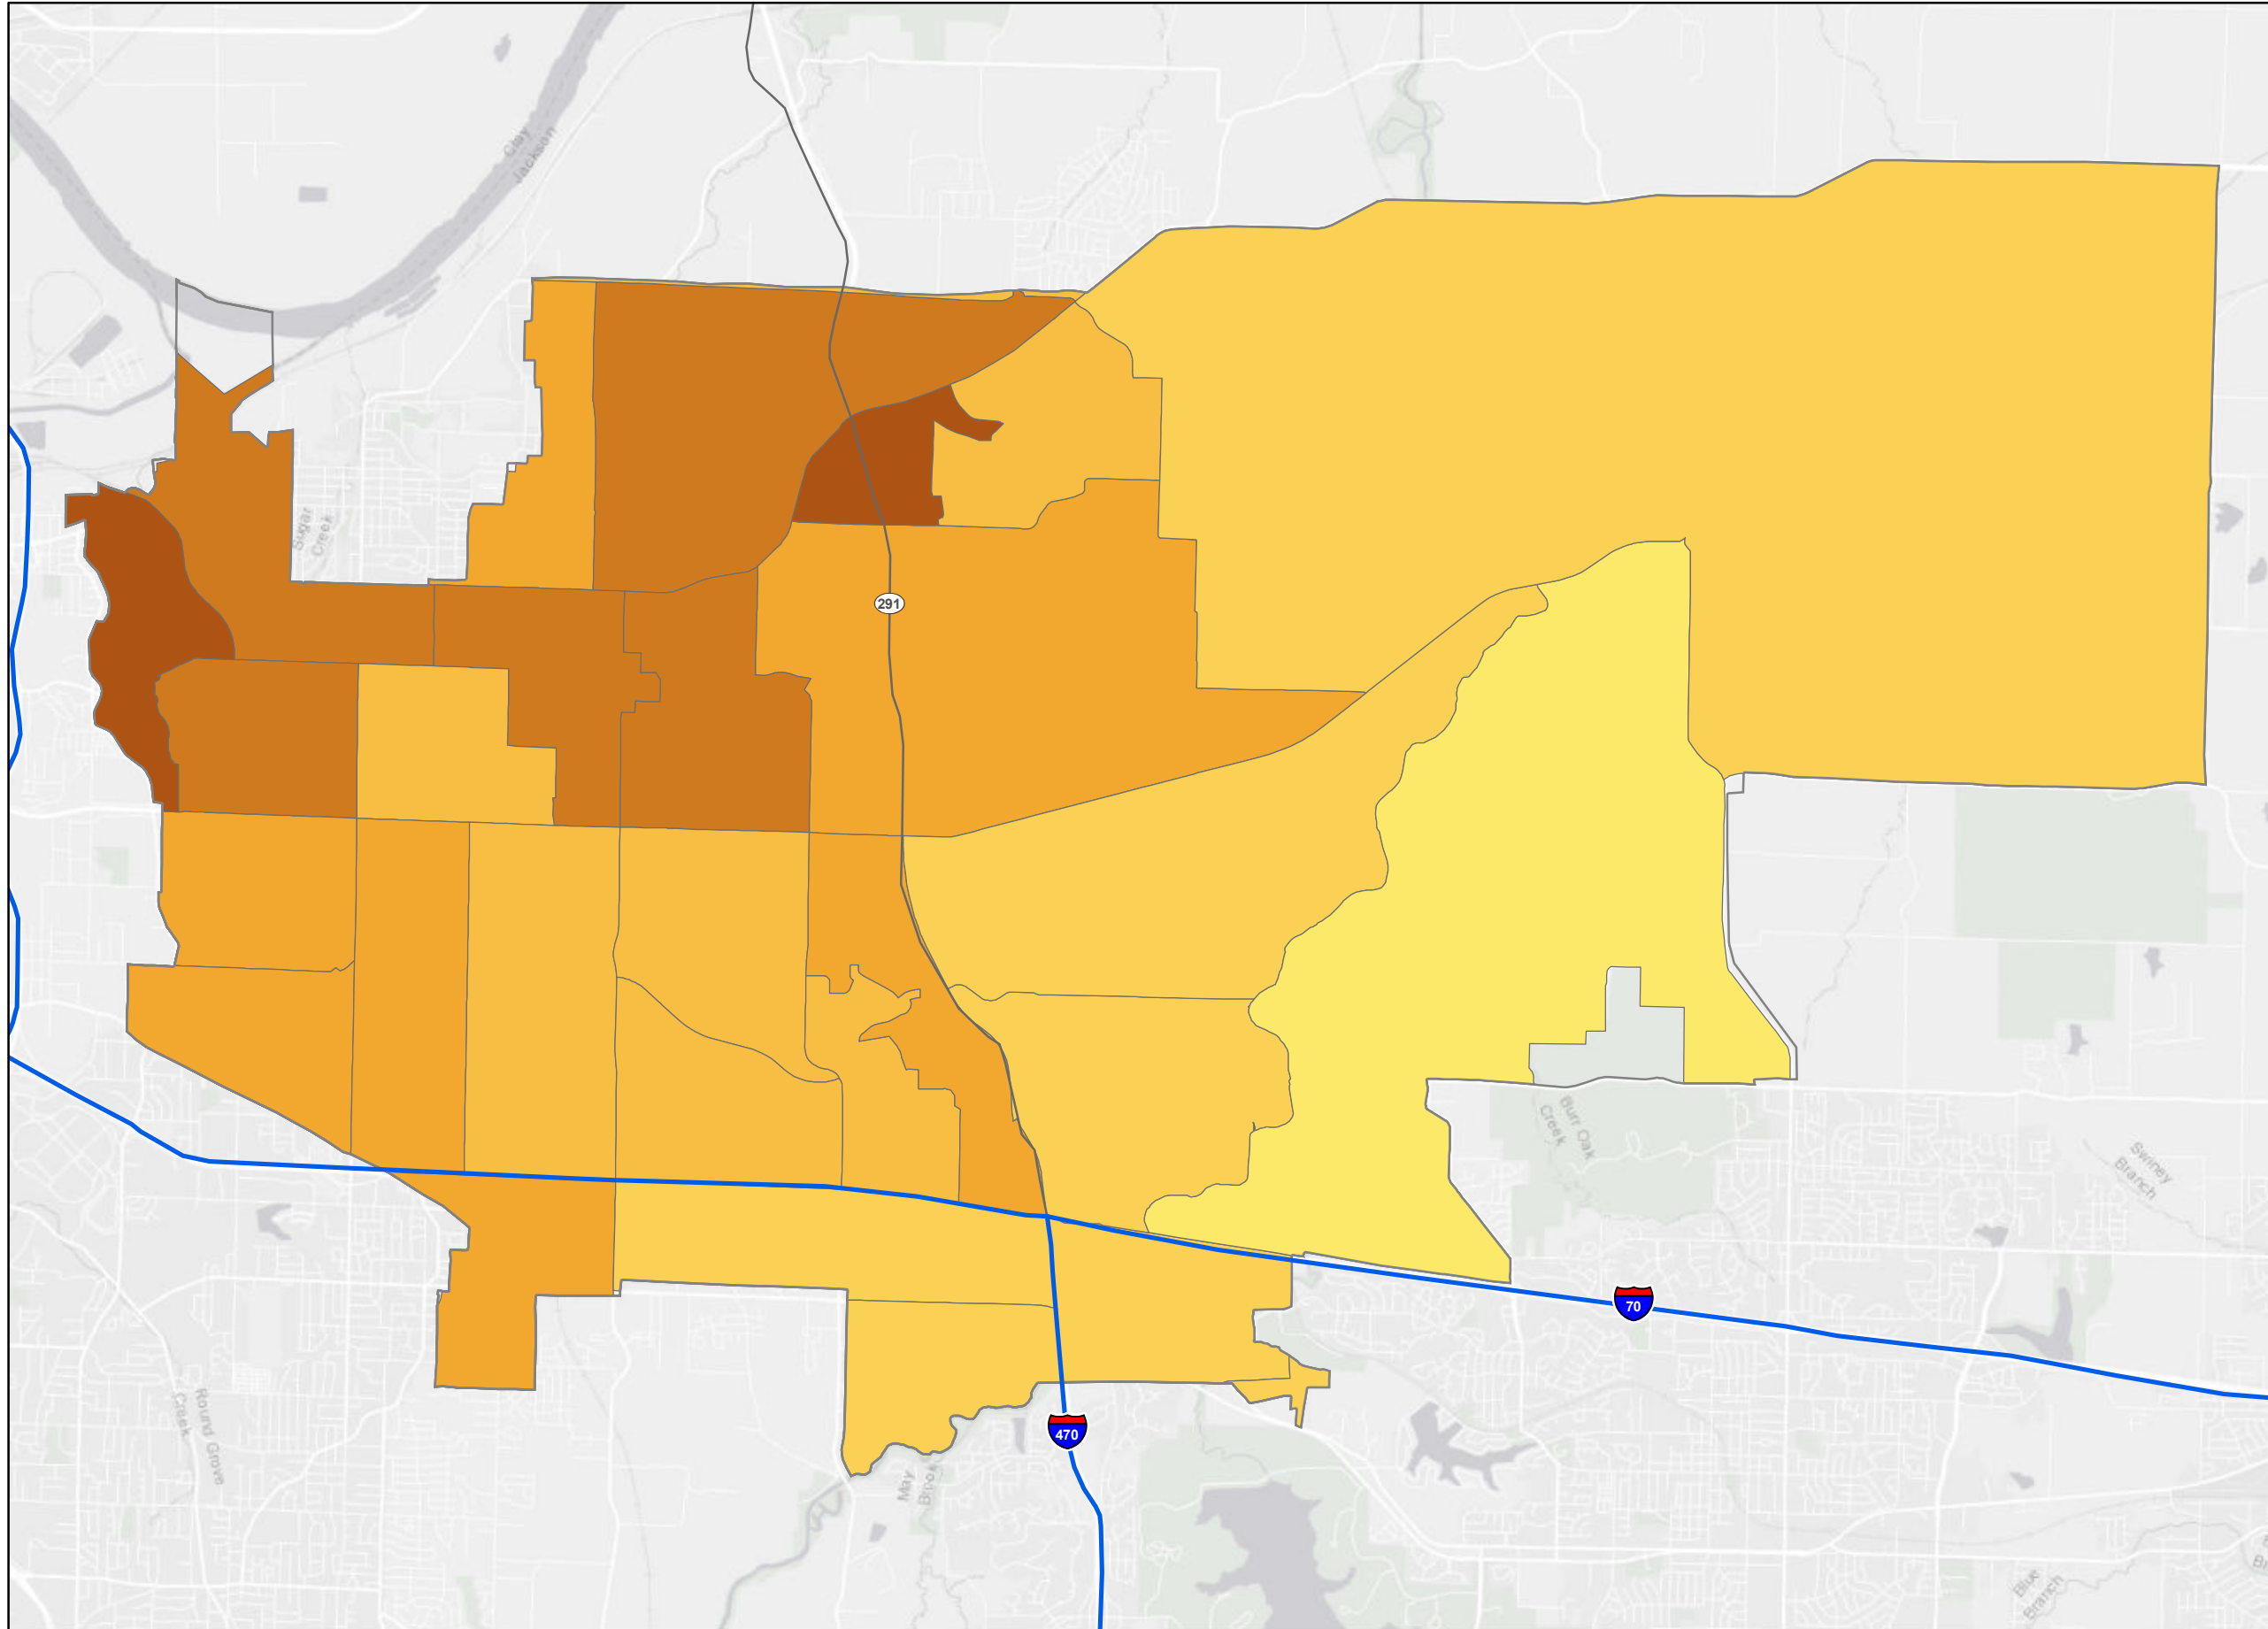 Clay
Jackson
Sugar
Creek
291
Burr Oak
Creek
Swiney
Branch
70
Round Grove
Creek
470
May
Brook
Blue
Branch